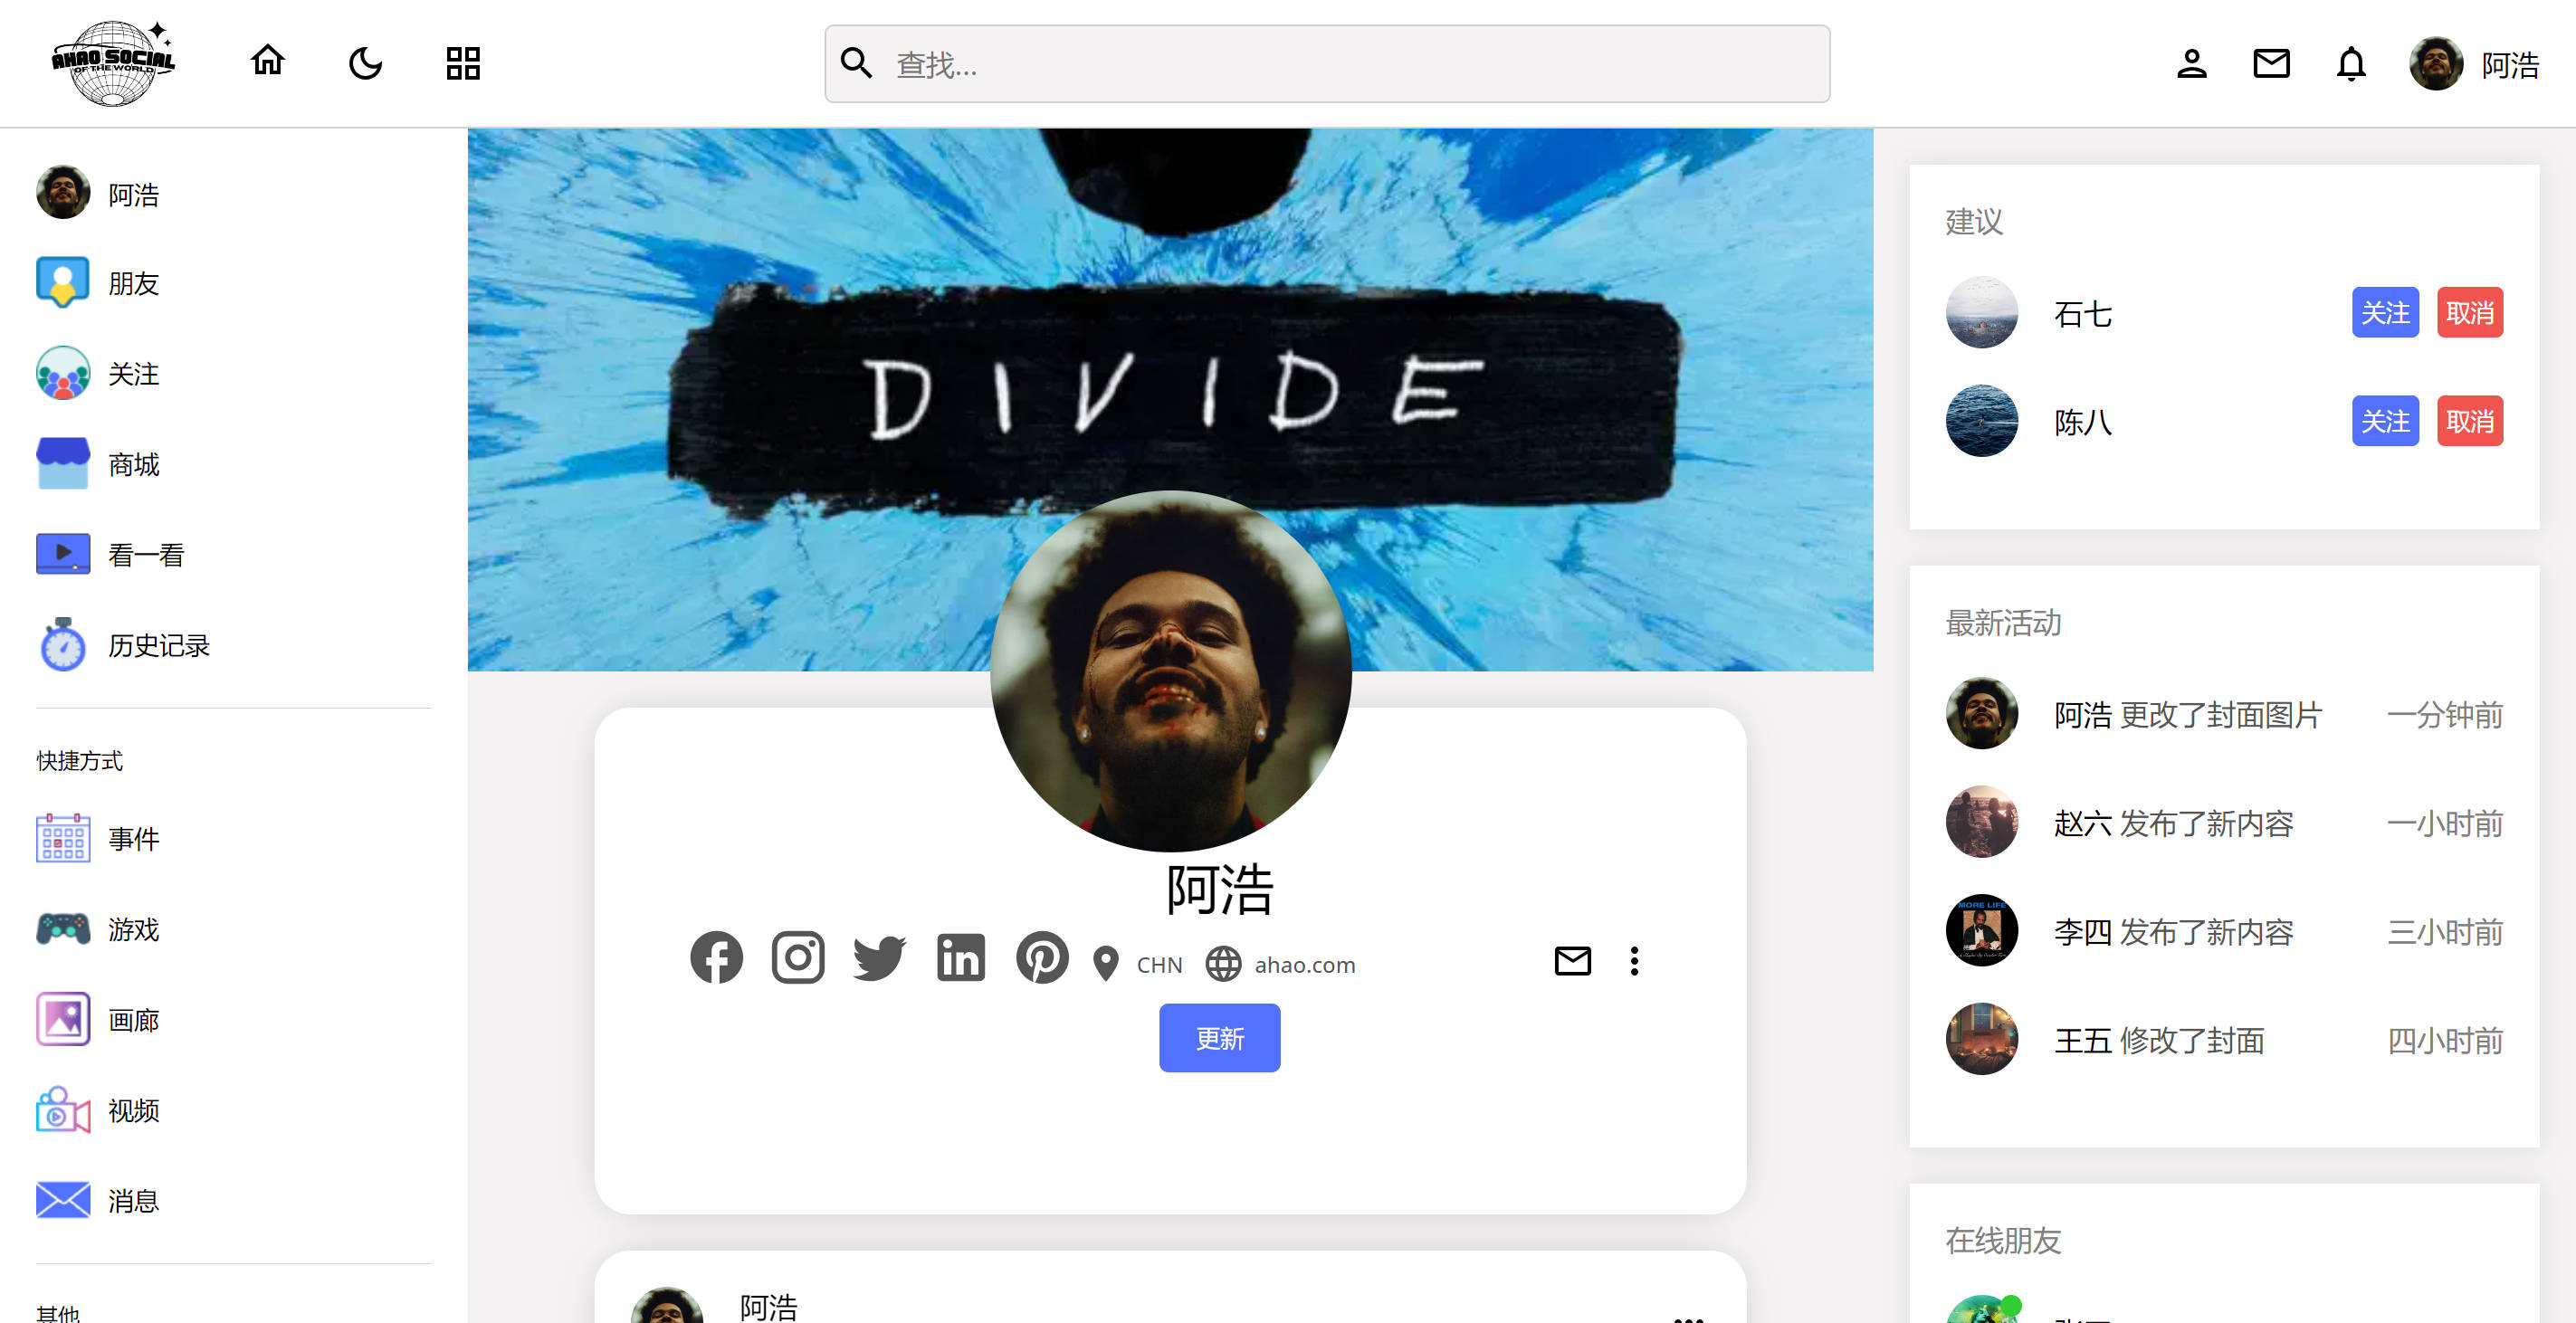 AHAO SOCIAL
OF THE WORLD
查找...
阿浩
阿浩
朋友
关注
商城
看一看
历史记录
快捷方式
事件
游戏
画廊
视频
消息
其他
DIVIDE
阿浩
CHN
ahao.com
更新
阿浩
建议
石七 关注 取消
陈八 关注 取消
最新活动
阿浩 更改了封面图片 一分钟前
赵六 发布了新内容 一小时前
MORE LIFE
李四 发布了新内容 三小时前
王五 修改了封面 四小时前
在线朋友